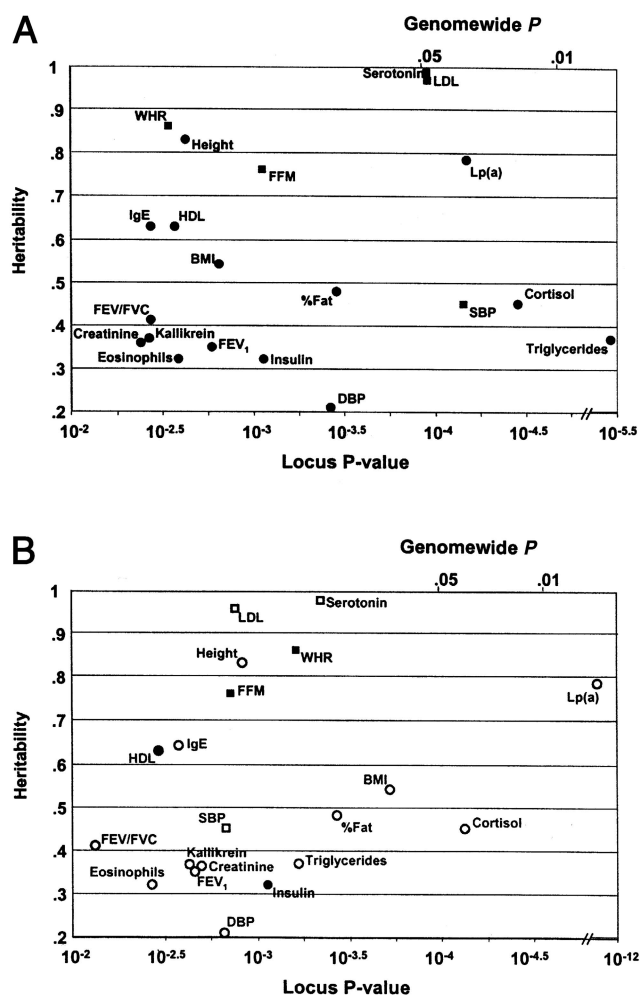 A
Genomewide P
.05 .01
1
Serotonin
LDL
.9
WHR
Height
.8
Lp(a)
FFM
.7
IgE HDL
.6
BMI
.5
%Fat
Cortisol
SBP
.4
FEV/FVC
Creatinine Kallikrein
FEV1
Triglycerides
Eosinophils
Insulin
.3
DBP
.2
Heritability
10-2 10-2.5 10-3 10-3.5 10-4 10-4.5 10-5.5
Locus P-value
B
Genomewide P
.05 .01
1
Serotonin
LDL
.9
Height
WHR
.8
FFM
Lp(a)
.7
IgE
HDL
.6
BMI
.5
SBP
%Fat
Cortisol
FEV/FVC
.4
Kallikrein
Triglycerides
Creatinine
Eosinophils
FEV1
Insulin
.3
DBP
.2
Heritability
10-2 10-2.5 10-3 10-3.5 10-4 10-4.5 10-12
Locus P-value